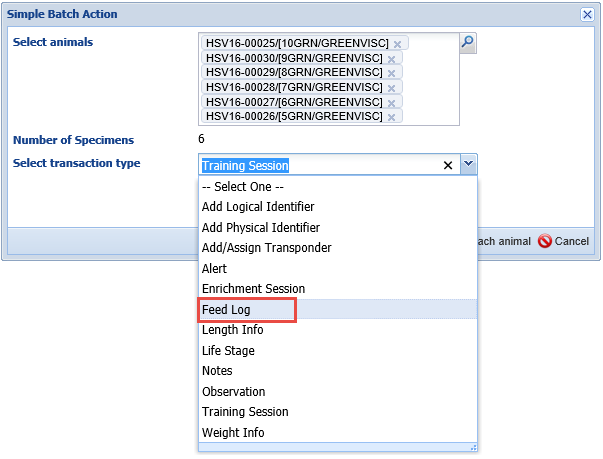 Simple Batch Action
Select animals
HSV16-00025/[10GRN/GREENVISC]
HSV16-00030/[9GRN/GREENVISC]
HSV16-00029/[8GRN/GREENVISC]
HSV16-00028/[7GRN/GREENVISC]
HSV16-00027/[6GRN/GREENVISC]
HSV16-00026/[5GRN/GREENVISC]
Number of Specimens 6
Select transaction type Training Session
-- Select One --
Add Logical Identifier
Add Physical Identifier
Add/Assign Transponder
Alert
Enrichment Session
Feed Log
Length Info
Life Stage
Notes
Observation
Training Session
Weight Info
ach animal Cancel